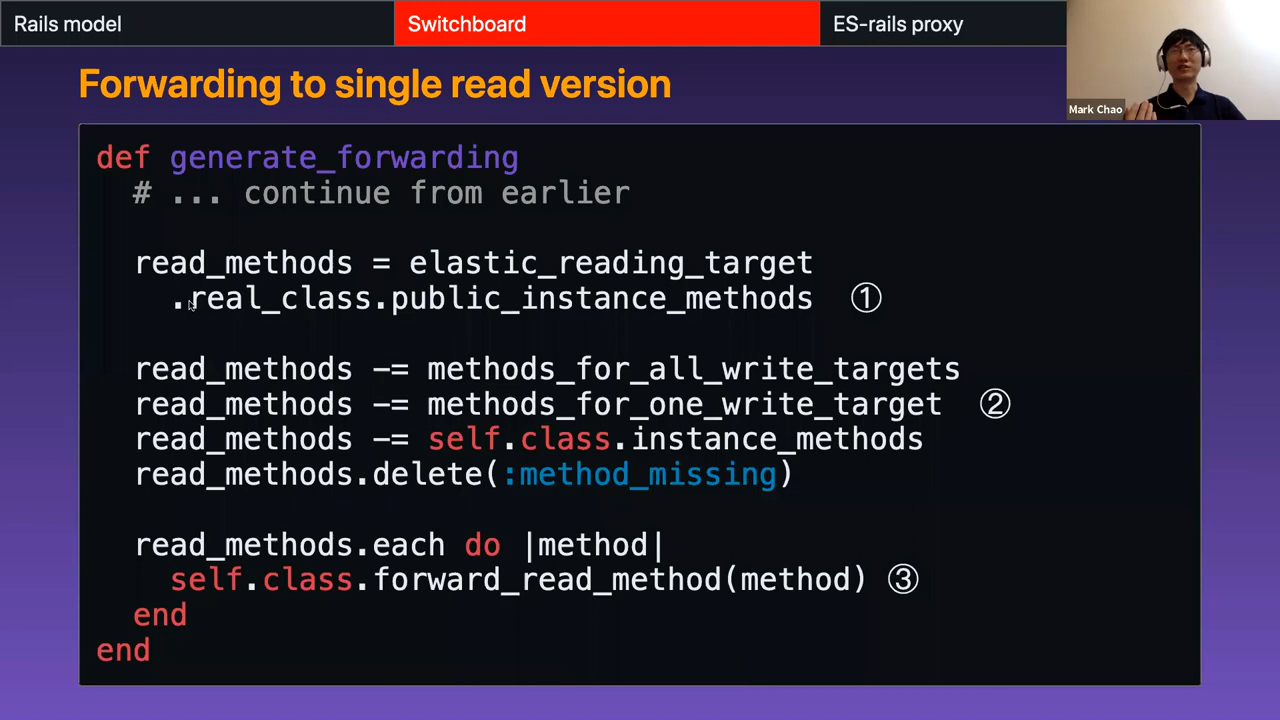 Rails model
Switchboard
ES-rails proxy
Mark Chao
Forwarding to single read version
def generate_forwarding
# ... continue from earlier
read_methods = elastic_reading_target
.real_class.public_instance_methods ①
read_methods -= methods_for_all_write_targets
read_methods -= methods_for_one_write_target ②
read_methods -= self.class.instance_methods
read_methods.delete(:method_missing)
read_methods.each do |method|
self.class.forward_read_method(method) ③
end
end